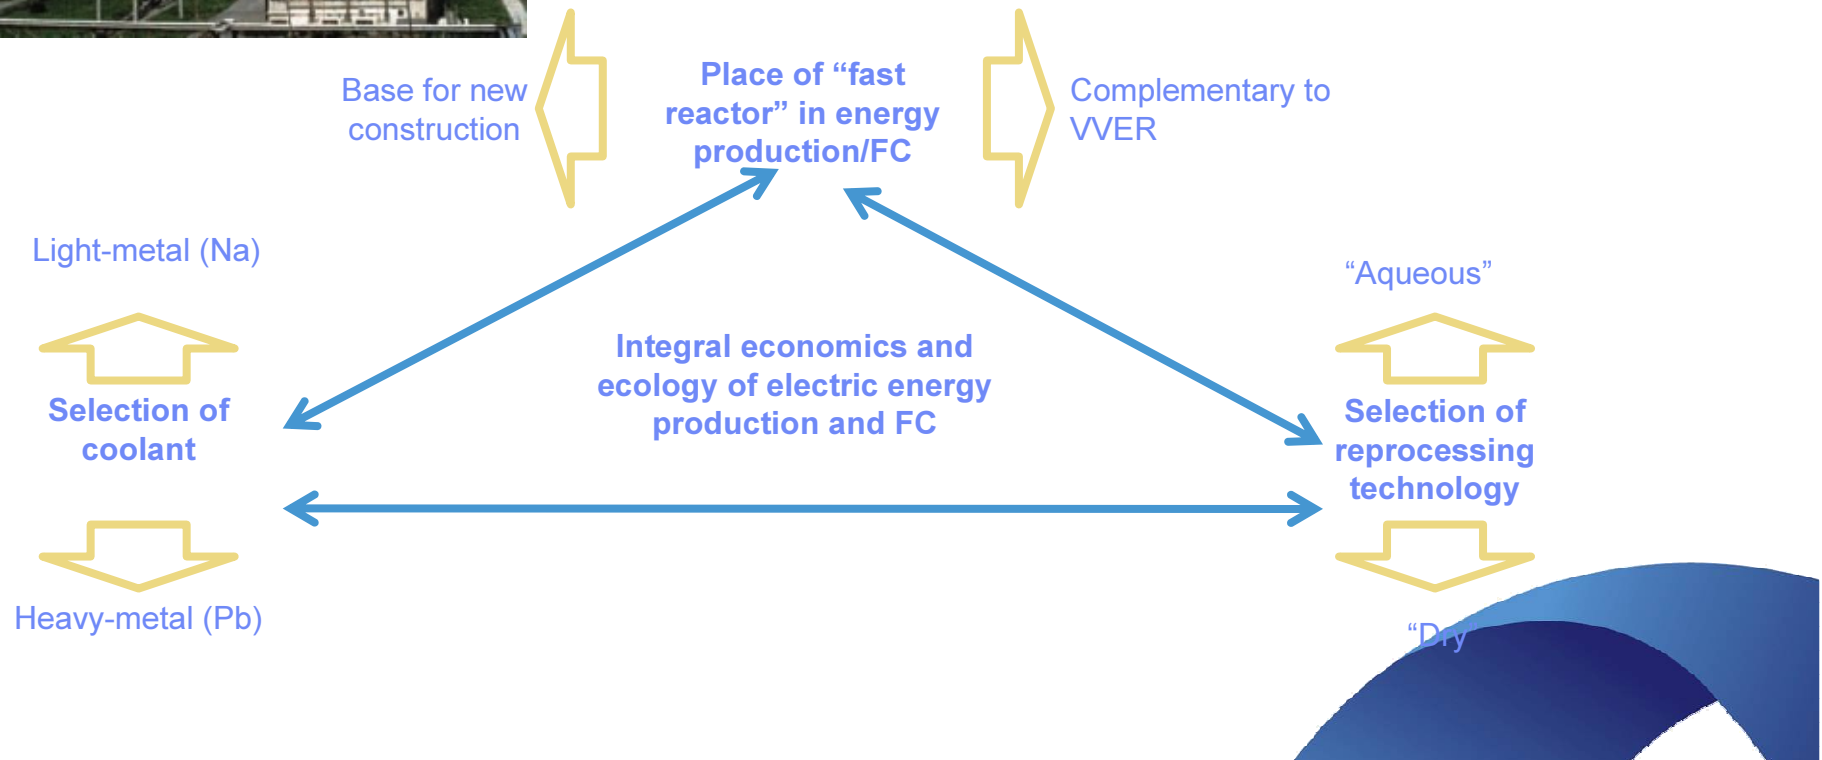 Base for new
construction
Place of “fast
reactor” in energy
production/FC
Complementary to
VVER
Light-metal (Na)
“Aqueous”
Integral economics and
ecology of electric energy
production and FC
Selection of
coolant
Selection of
reprocessing
technology
Heavy-metal (Pb)
“Dry”